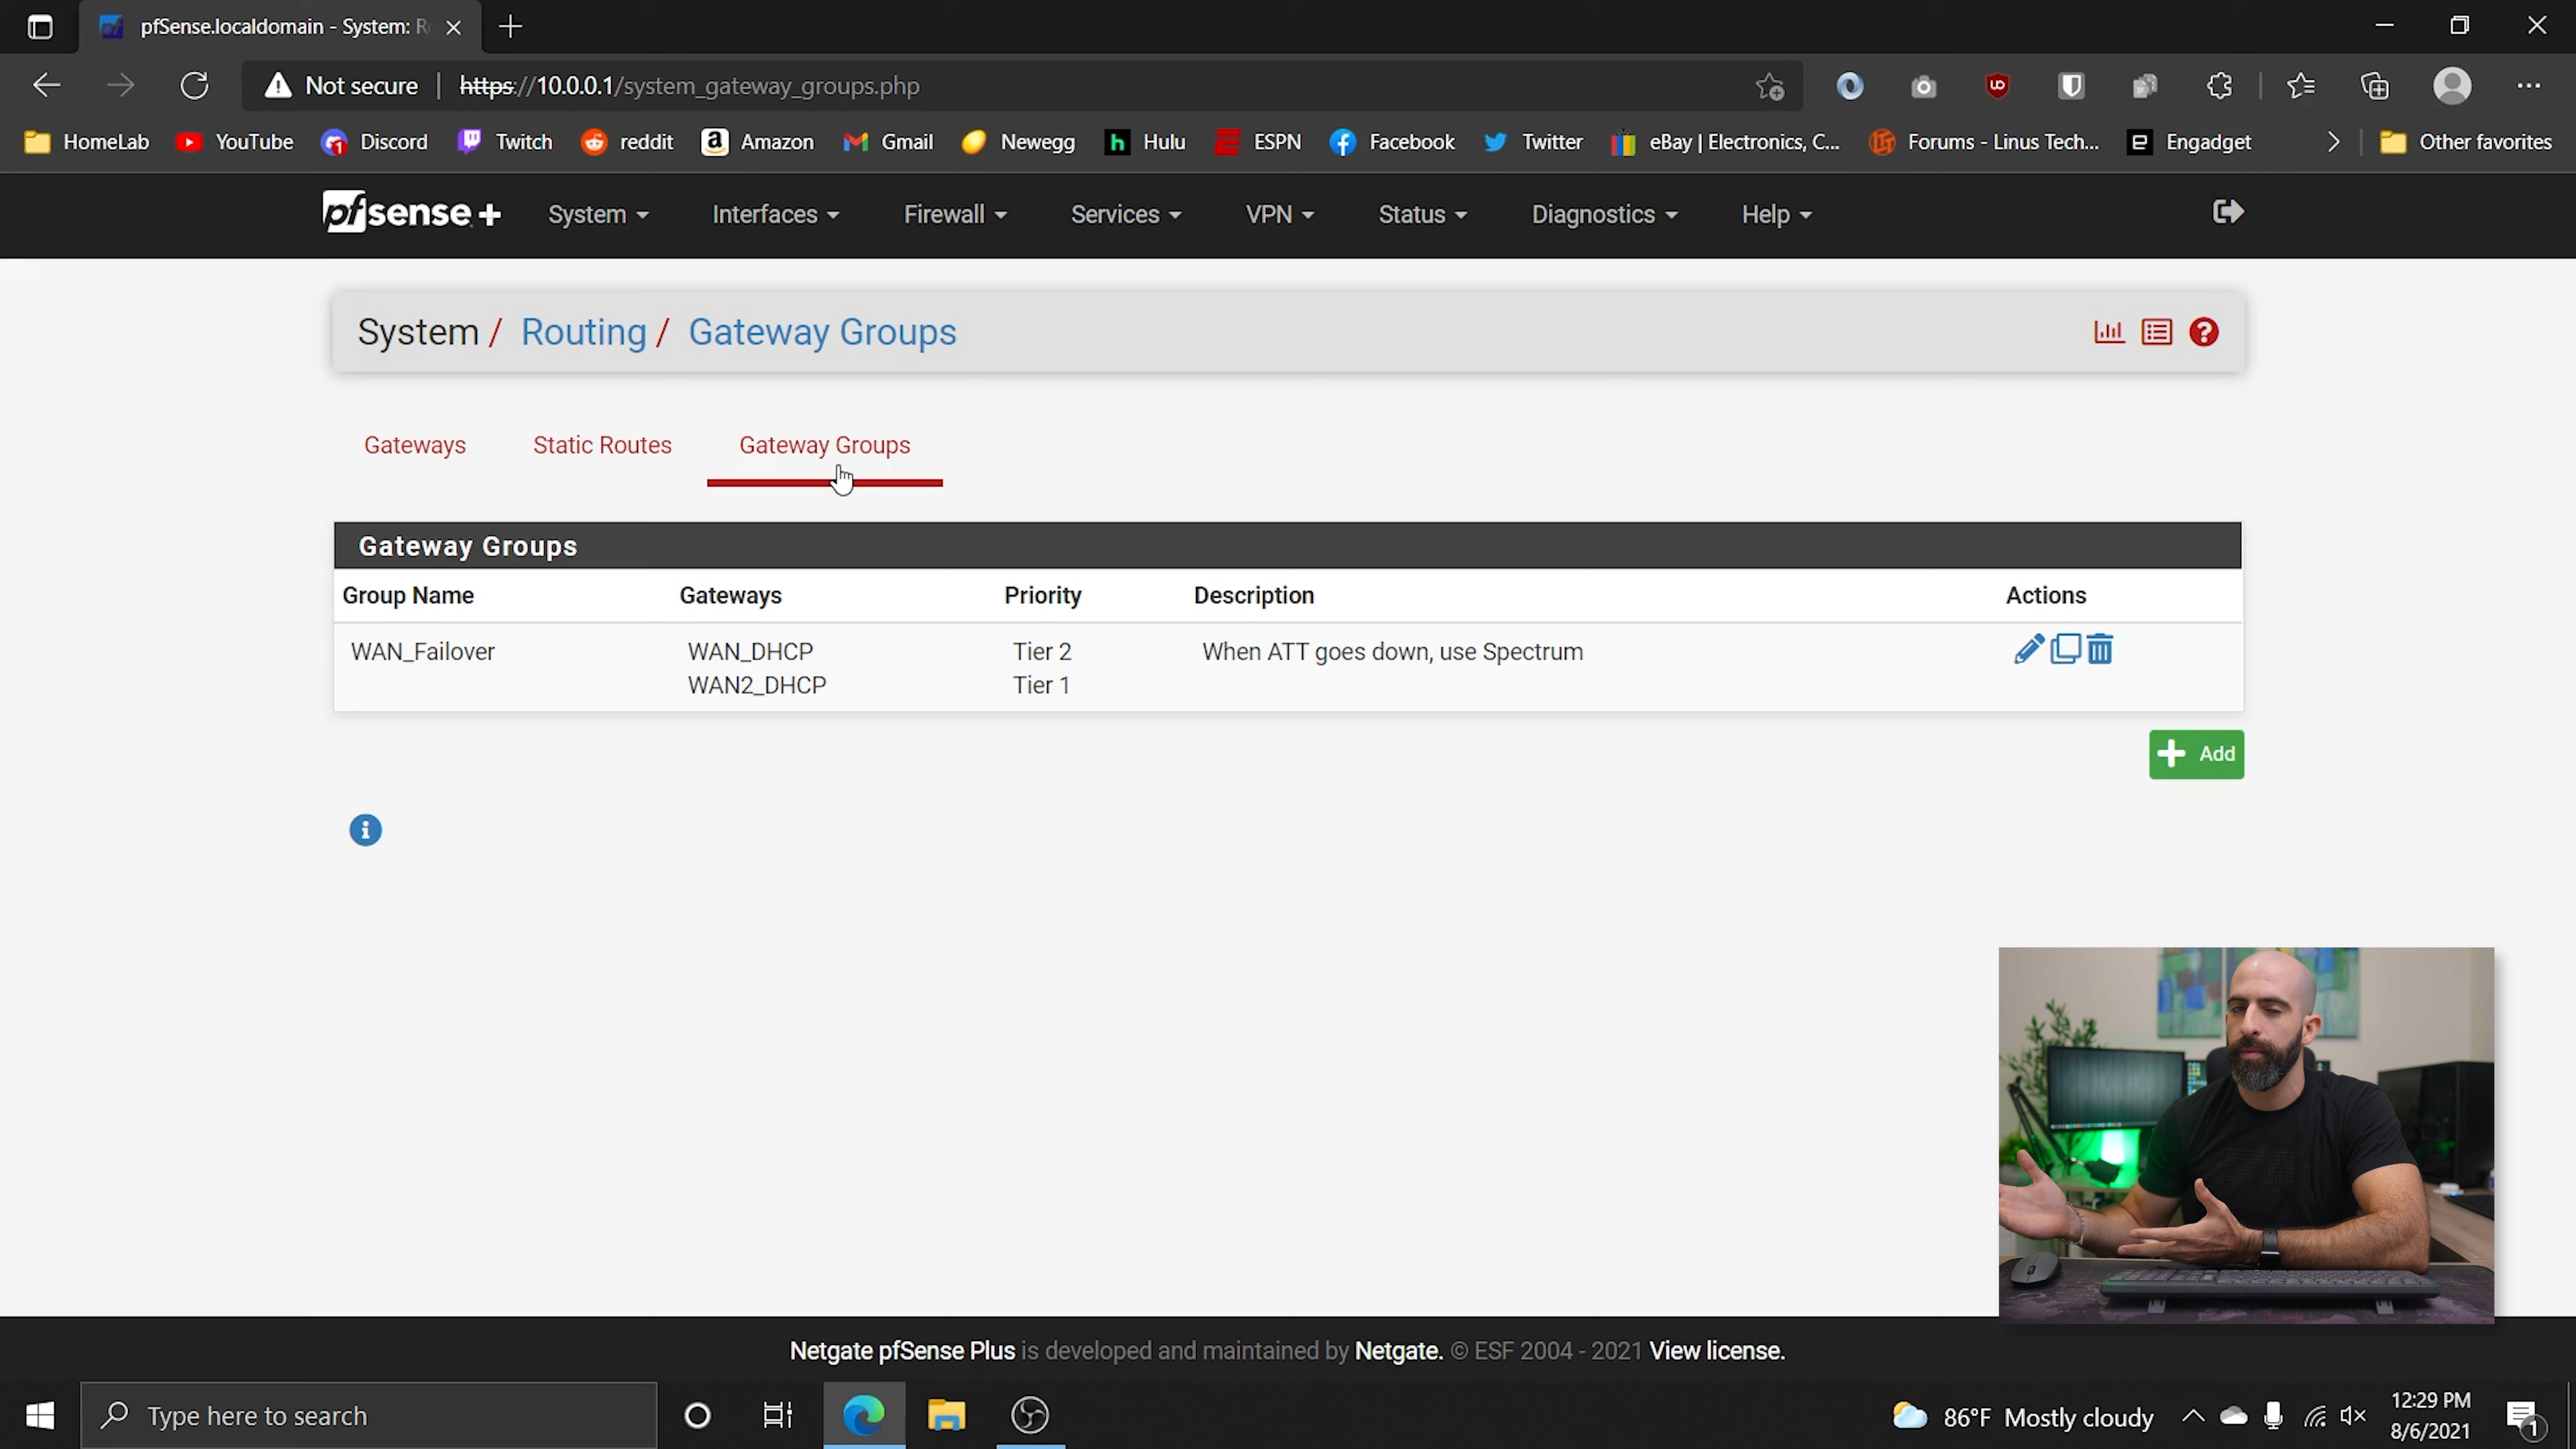 pfSense.localdomain - System: R
Not secure https://10.0.0.1/system_gateway_groups.php
HomeLab YouTube Discord Twitch reddit Amazon Gmail Newegg Hulu ESPN Facebook Twitter eBay | Electronics, C... Forums - Linus Tech... Engadget Other favorites
pfsense + System Interfaces Firewall Services VPN Status Diagnostics Help
System / Routing / Gateway Groups
Gateways Static Routes Gateway Groups
Gateway Groups
Group Name Gateways Priority Description Actions
WAN_Failover WAN_DHCP Tier 2 When ATT goes down, use Spectrum
WAN2_DHCP Tier 1
Add
Netgate pfSense Plus is developed and maintained by Netgate. © ESF 2004 - 2021 View license.
Type here to search
86°F Mostly cloudy
12:29 PM
8/6/2021
1